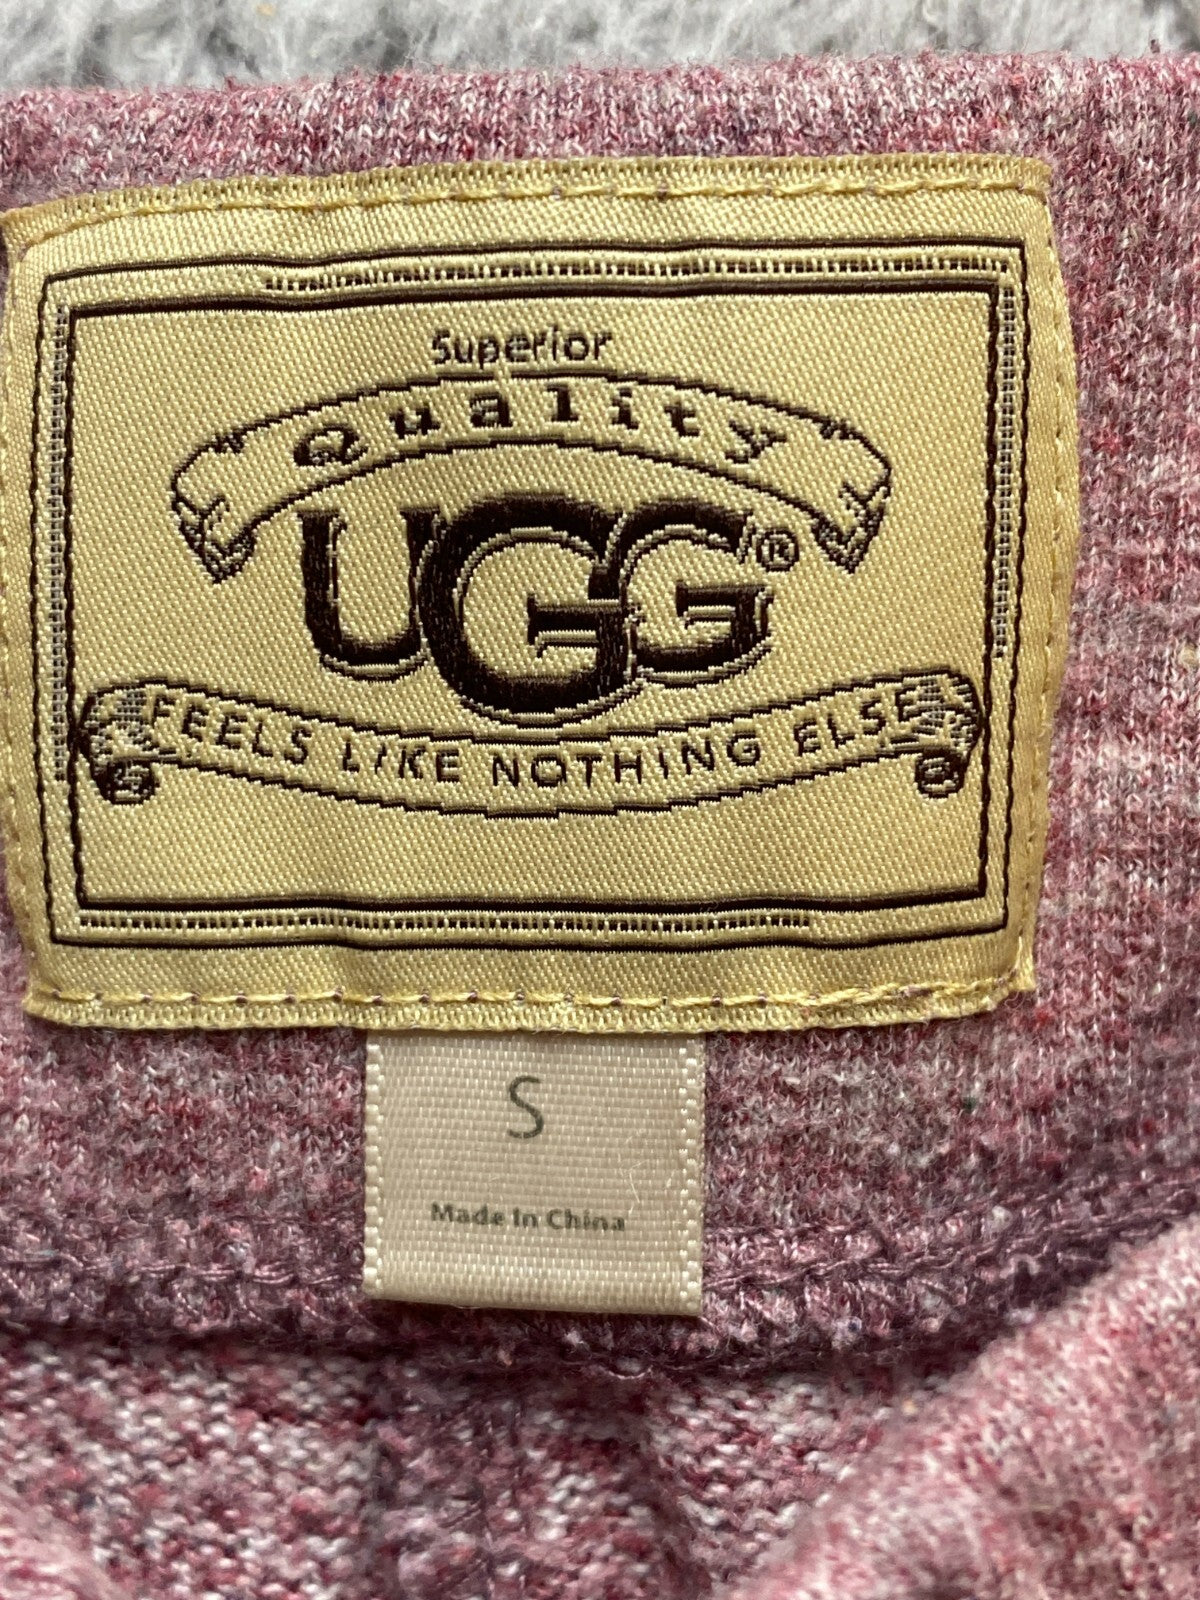 Superior
Quality
UGG®
FEELS LIKE NOTHING ELSE
S
Made In China